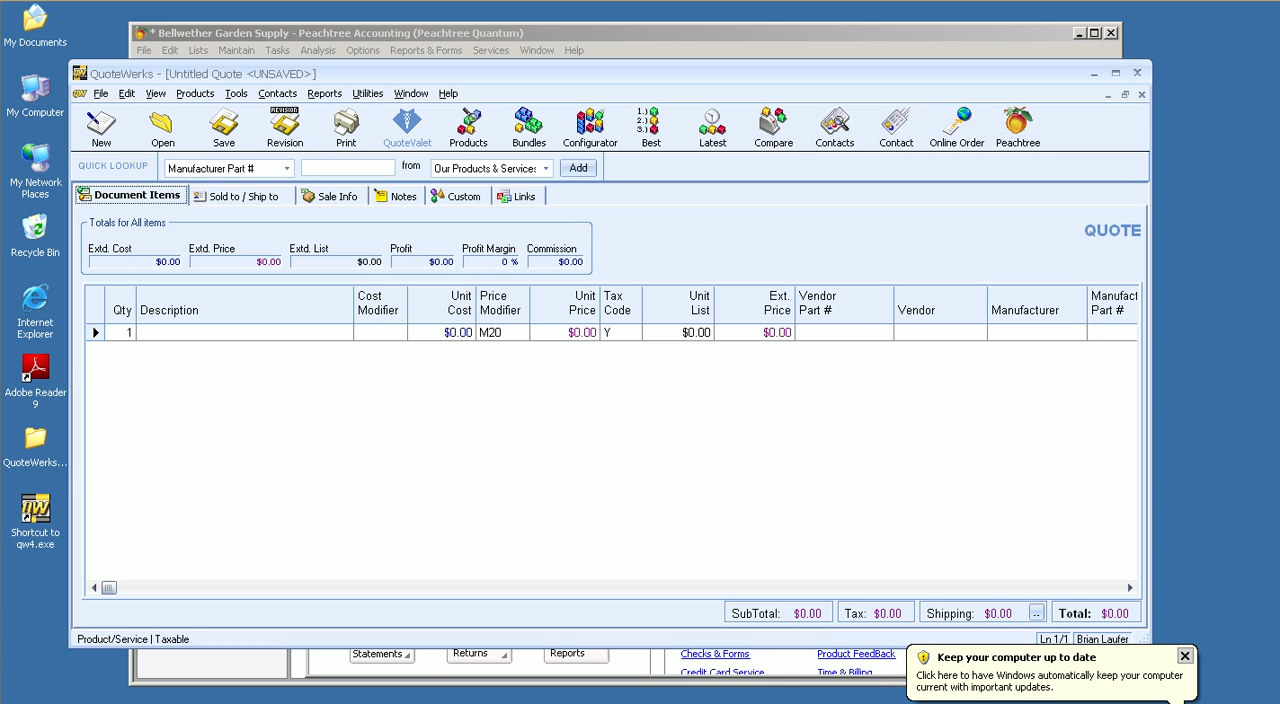 My Documents
My Computer
My Network Places
Recycle Bin
Internet Explorer
Adobe Reader 9
QuoteWerks...
Shortcut to qw4.exe
* Bellwether Garden Supply - Peachtree Accounting (Peachtree Quantum)
File Edit Lists Maintain Tasks Analysis Options Reports & Forms Services Window Help
QuoteWerks - [Untitled Quote <UNSAVED>]
File Edit View Products Tools Contacts Reports Utilities Window Help
REVISION 1.) 2.) 3.)
New Open Save Revision Print QuoteValet Products Bundles Configurator Best Latest Compare Contacts Contact Online Order Peachtree
QUICK LOOKUP Manufacturer Part # from Our Products & Services Add
Document Items Sold to / Ship to Sale Info Notes Custom Links
Totals for All items
QUOTE
Extd. Cost Extd. Price Extd. List Profit Profit Margin Commission
$0.00 $0.00 $0.00 $0.00 0 % $0.00
Cost Unit Price Unit Tax Unit Ext. Vendor Manufact
Qty Description Modifier Cost Modifier Price Code List Price Part # Vendor Manufacturer Part #
1 $0.00 M20 $0.00 Y $0.00 $0.00
SubTotal: $0.00 Tax: $0.00 Shipping: $0.00 .. Total: $0.00
Product/Service | Taxable Ln 1/1 Brian Laufer
Statements Returns Reports Checks & Forms Product FeedBack
Credit Card Service Time & Billing
Keep your computer up to date
Click here to have Windows automatically keep your computer
current with important updates.